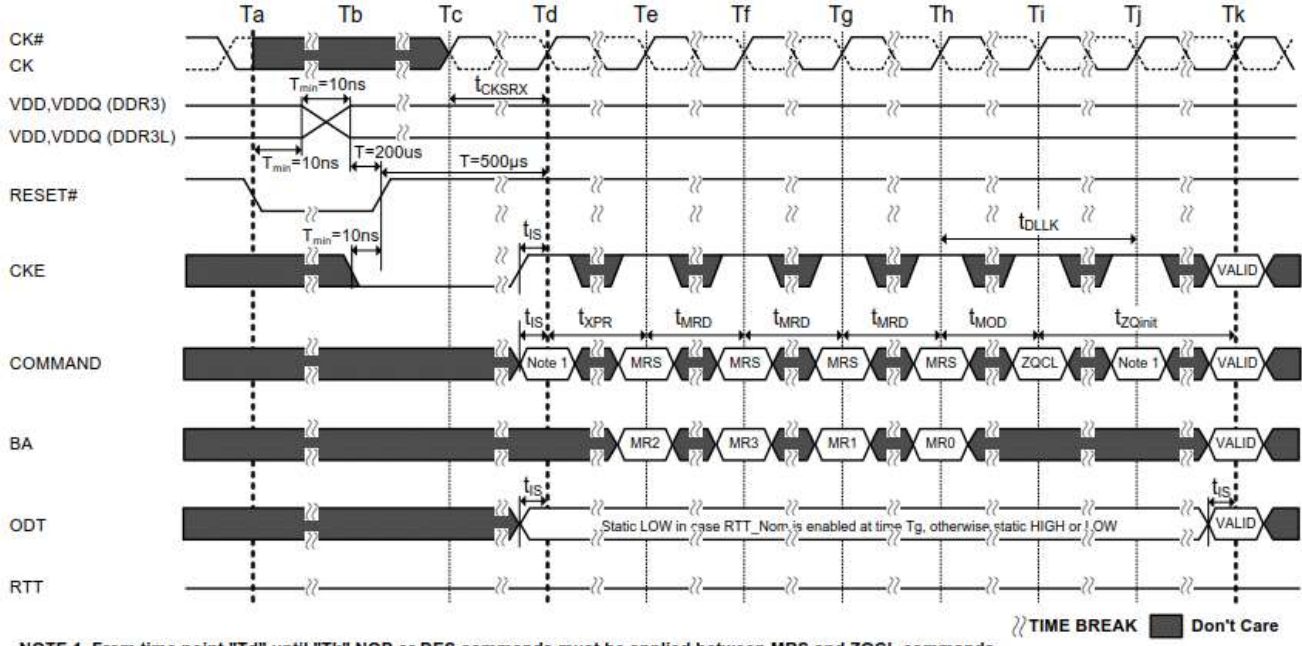 Ta Tb Tc Td Te Tf Tg Th Ti Tj Tk
CK#
CK
Tmin=10ns
tCKSRX
VDD,VDDQ (DDR3)
VDD,VDDQ (DDR3L)
Tmin=10ns
T=200us
T=500µs
RESET#
Tmin=10ns
tIS
tDLLK
CKE
VALID
tIS tXPR tMRD tMRD tMRD tMOD tZQinit
COMMAND
Note 1 MRS MRS MRS MRS ZQCL Note 1 VALID
BA
MR2 MR3 MR1 MR0 VALID
tIS tIS
ODT
Static LOW in case RTT_Nom is enabled at time Tg, otherwise static HIGH or LOW
VALID
RTT
TIME BREAK Don't Care
NOTE 1. From time point "Td" until "Tk" NOP or DES commands must be applied between MRS and ZQCL commands